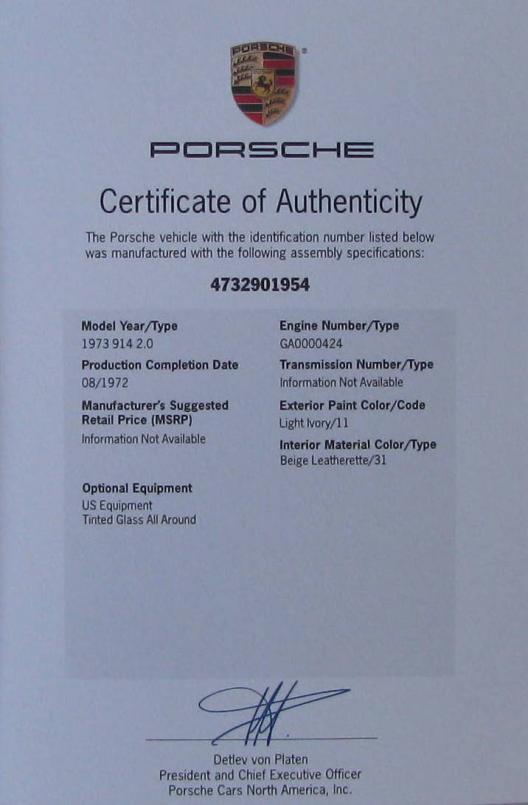 PORSCHE
®
PORSCHE
Certificate of Authenticity
The Porsche vehicle with the identification number listed below
was manufactured with the following assembly specifications:
4732901954
Model Year/Type
1973 914 2.0
Production Completion Date
08/1972
Manufacturer's Suggested
Retail Price (MSRP)
Information Not Available
Engine Number/Type
GA0000424
Transmission Number/Type
Information Not Available
Exterior Paint Color/Code
Light Ivory/11
Interior Material Color/Type
Beige Leatherette/31
Optional Equipment
US Equipment
Tinted Glass All Around
Detlev von Platen
President and Chief Executive Officer
Porsche Cars North America, Inc.